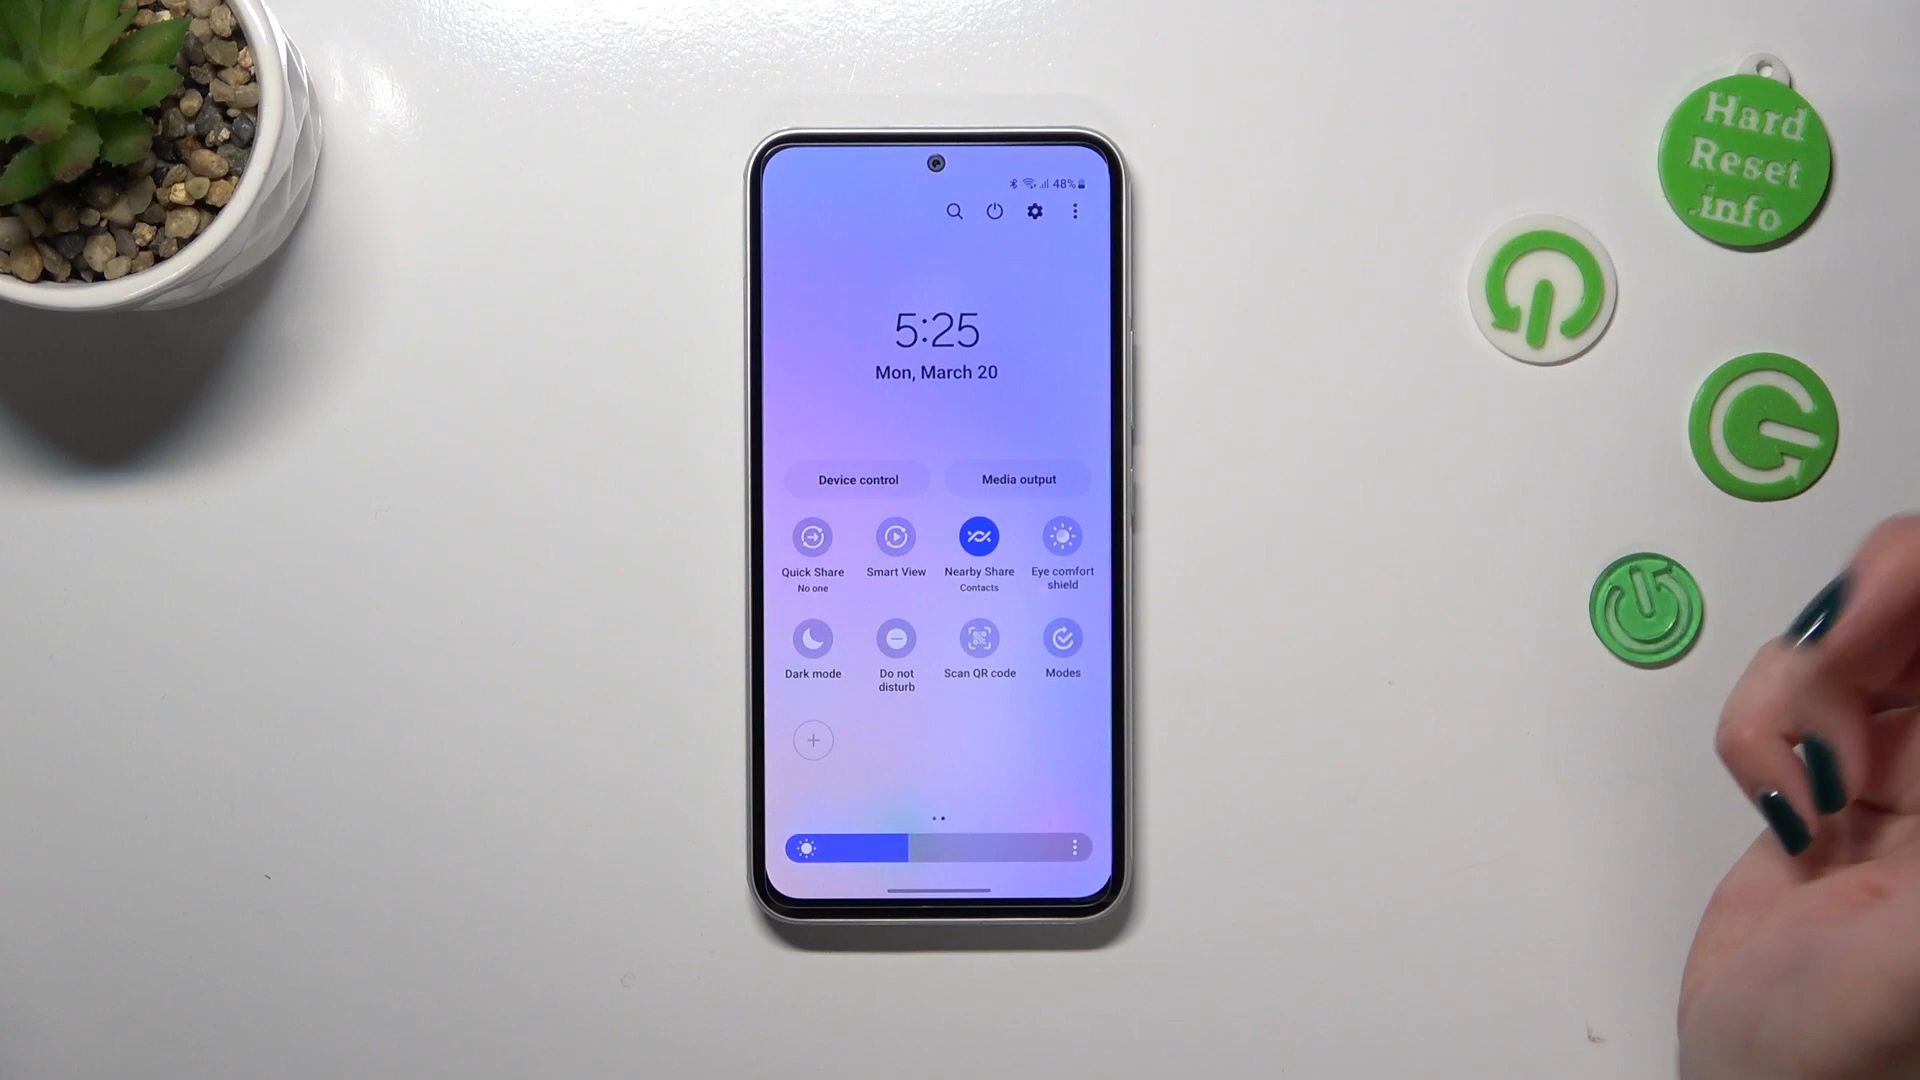 48%
5:25
Mon, March 20
Device control
Media output
Quick Share
No one
Smart View
Nearby Share
Contacts
Eye comfort
shield
Dark mode
Do not
disturb
Scan QR code
Modes
Hard
Reset
.info